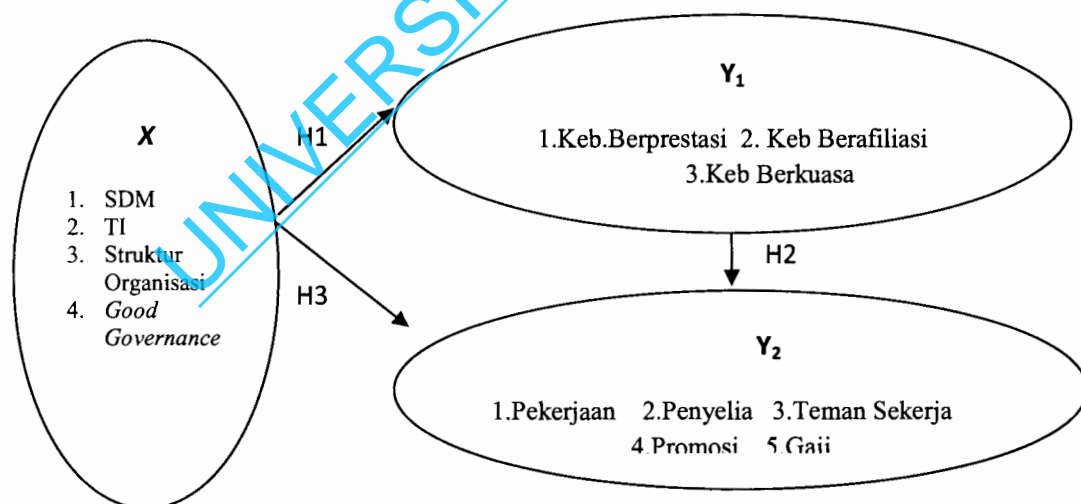 UNIVERSI
X
1. SDM
2. TI
3. Struktur
Organisasi
4. Good
Governance
H1
H3
Y₁
1.Keb.Berprestasi 2. Keb Berafiliasi
3.Keb Berkuasa
H2
Y₂
1.Pekerjaan 2.Penyelia 3.Teman Sekerja
4.Promosi 5.Gaji